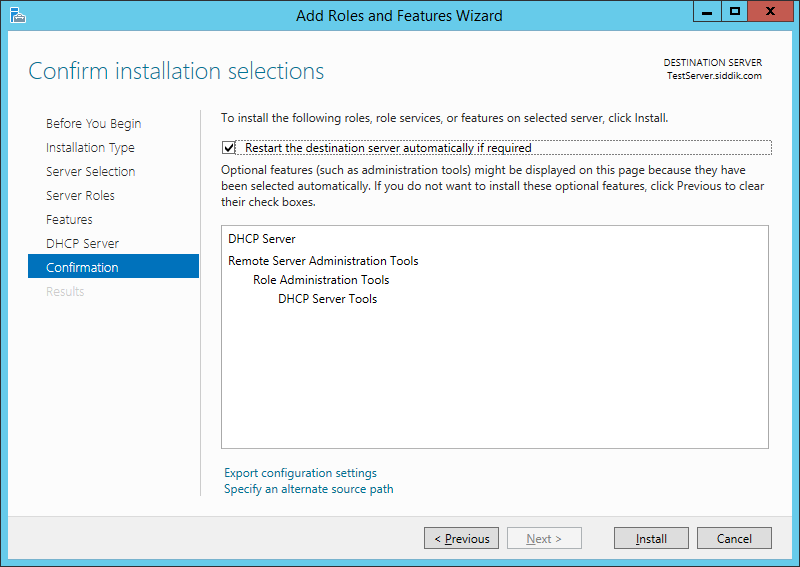 Add Roles and Features Wizard
Confirm installation selections
DESTINATION SERVER
TestServer.siddik.com
Before You Begin
Installation Type
Server Selection
Server Roles
Features
DHCP Server
Confirmation
Results
To install the following roles, role services, or features on selected server, click Install.
Restart the destination server automatically if required
Optional features (such as administration tools) might be displayed on this page because they have
been selected automatically. If you do not want to install these optional features, click Previous to clear
their check boxes.
DHCP Server
Remote Server Administration Tools
Role Administration Tools
DHCP Server Tools
Export configuration settings
Specify an alternate source path
< Previous
Next >
Install
Cancel